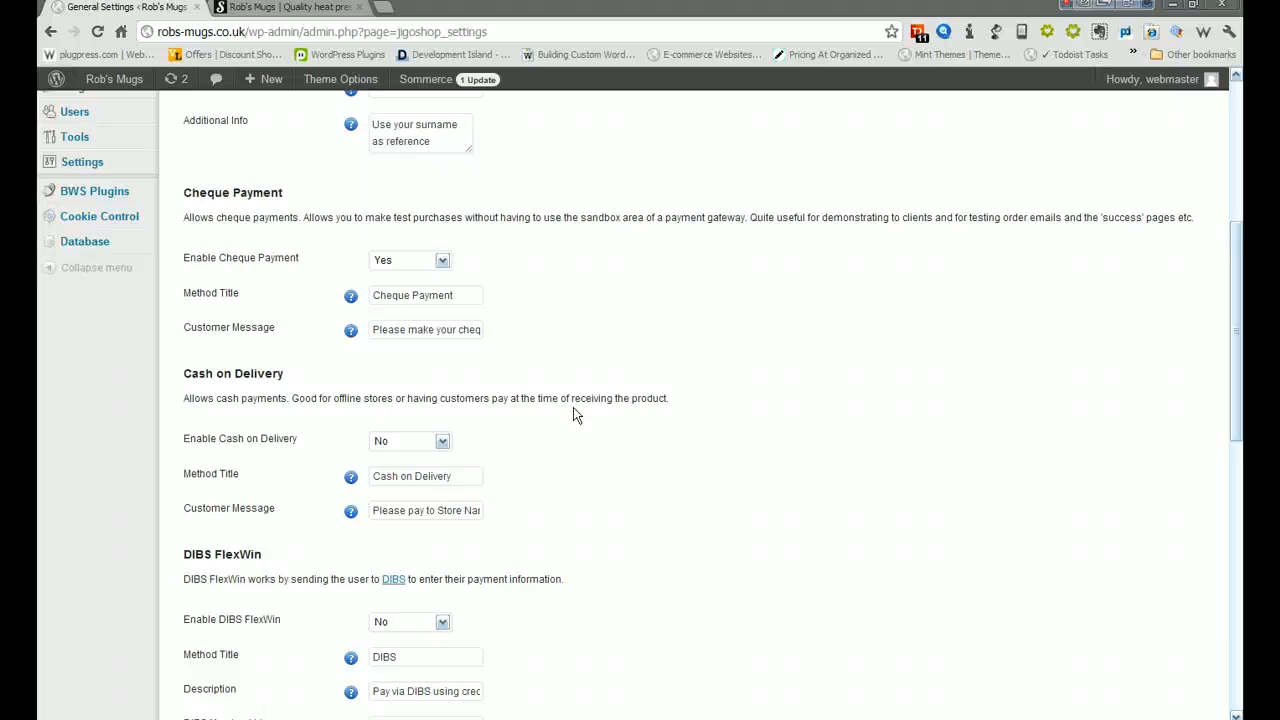 General Settings ‹ Rob's Mugs
Rob's Mugs | Quality heat pres
robs-mugs.co.uk/wp-admin/admin.php?page=jigoshop_settings
plugpress.com | Web...
Offers | Discount Sho...
WordPress Plugins
Development Island - ...
Building Custom Wor...
E-commerce Websites...
Pricing At Organized ...
Mint Themes | Theme...
Todoist Tasks
Other bookmarks
Rob's Mugs
2
New
Theme Options
Sommerce
1 Update
Howdy, webmaster
Users
Tools
Settings
BWS Plugins
Cookie Control
Database
Collapse menu
Additional Info
Use your surname
as reference
Cheque Payment
Allows cheque payments. Allows you to make test purchases without having to use the sandbox area of a payment gateway. Quite useful for demonstrating to clients and for testing order emails and the 'success' pages etc.
Enable Cheque Payment
Yes
Method Title
Cheque Payment
Customer Message
Please make your cheq
Cash on Delivery
Allows cash payments. Good for offline stores or having customers pay at the time of receiving the product.
Enable Cash on Delivery
No
Method Title
Cash on Delivery
Customer Message
Please pay to Store Nar
DIBS FlexWin
DIBS FlexWin works by sending the user to DIBS to enter their payment information.
Enable DIBS FlexWin
No
Method Title
DIBS
Description
Pay via DIBS using cred